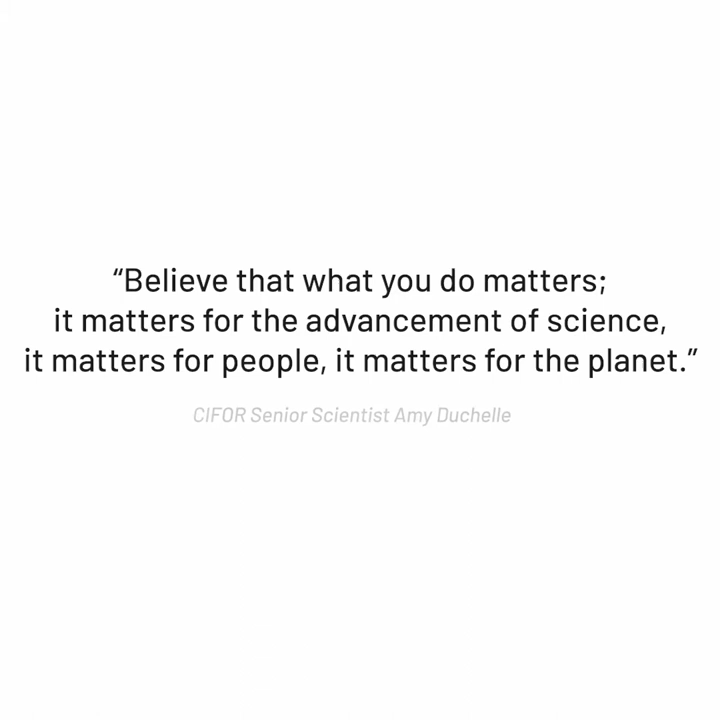 “Believe that what you do matters;
it matters for the advancement of science,
it matters for people, it matters for the planet.”
CIFOR Senior Scientist Amy Duchelle